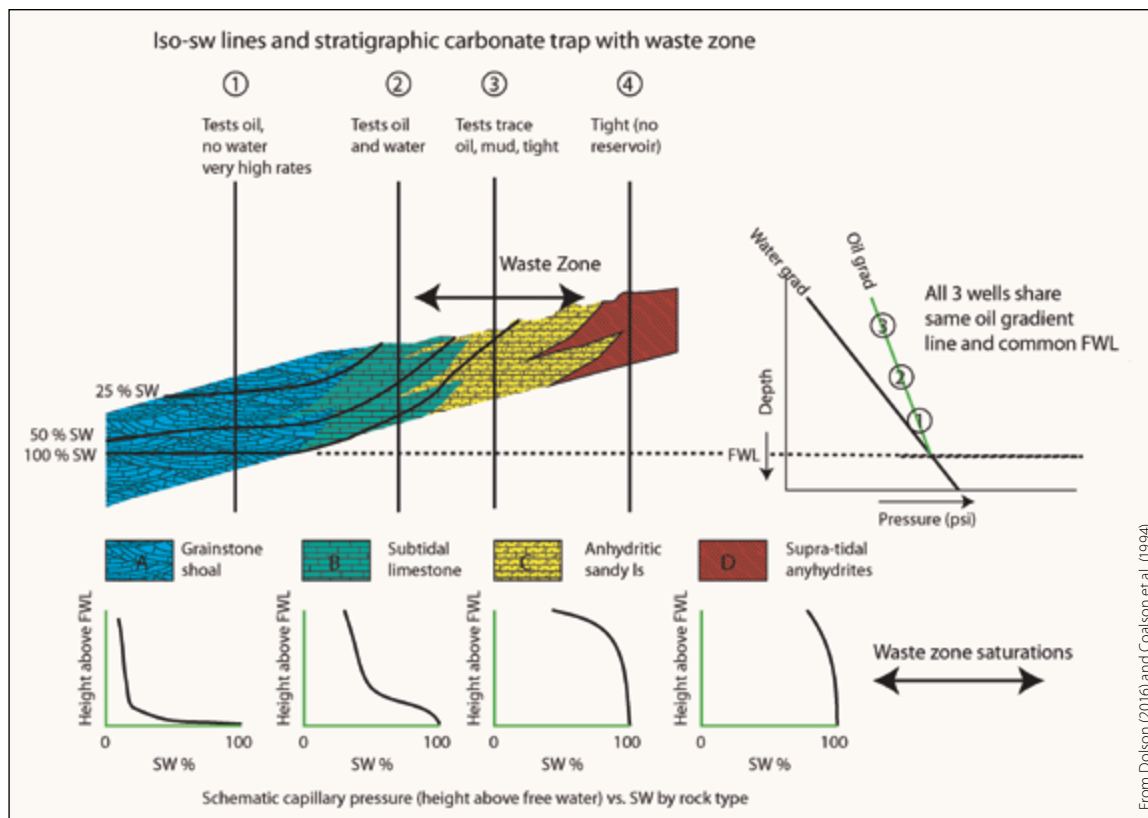 Iso-sw lines and stratigraphic carbonate trap with waste zone
1
2
3
4
Tests oil,
no water
very high rates
Tests oil
and water
Tests trace
oil, mud, tight
Tight (no
reservoir)
Waste Zone
25 % SW
50 % SW
100 % SW
FWL
Water grad
Oil grad
3
2
1
All 3 wells share
same oil gradient
line and common FWL
Depth
Pressure (psi)
A
Grainstone
shoal
B
Subtidal
limestone
C
Anhydritic
sandy ls
D
Supra-tidal
anyhydrites
Height above FWL
0
100
SW %
Height above FWL
0
100
SW %
Height above FWL
0
100
SW %
Height above FWL
0
100
SW %
Waste zone saturations
Schematic capillary pressure (height above free water) vs. SW by rock type
From Dolson (2016) and Coalson et al. (1994)